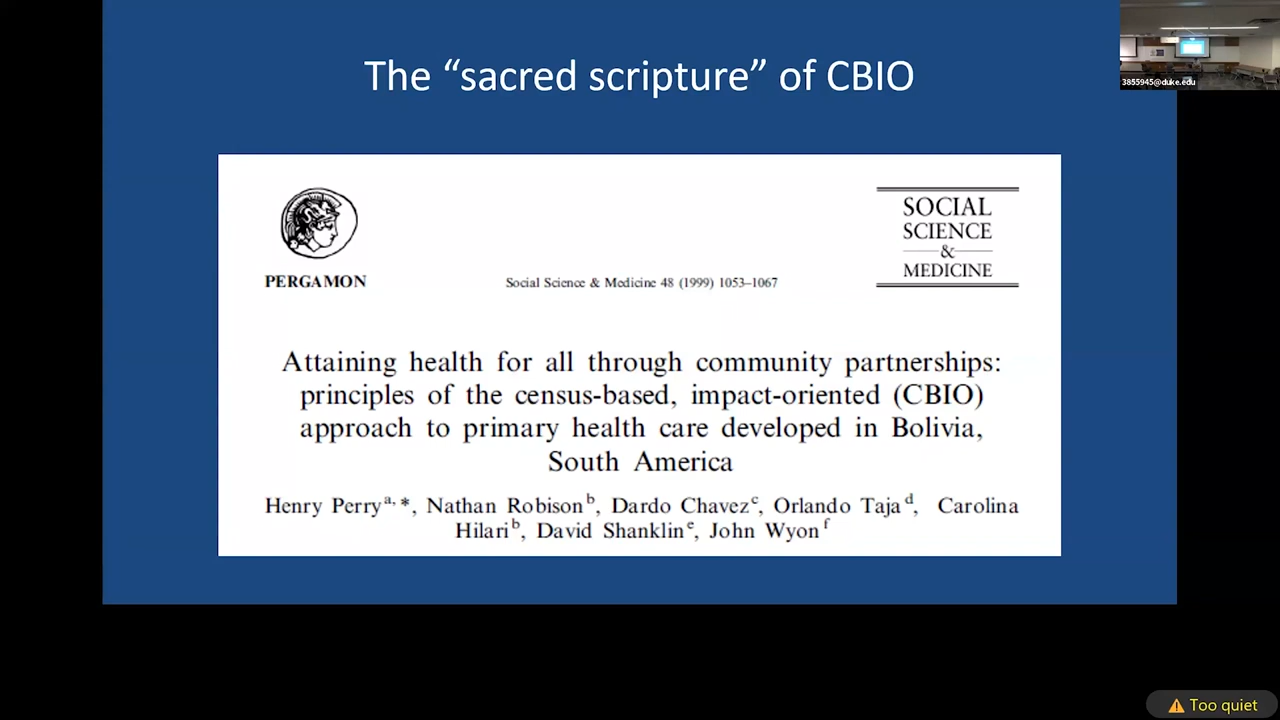 The “sacred scripture” of CBIO
3855945@duke.edu
PERGAMON
Social Science & Medicine 48 (1999) 1053–1067
SOCIAL
SCIENCE
&
MEDICINE
Attaining health for all through community partnerships:
principles of the census-based, impact-oriented (CBIO)
approach to primary health care developed in Bolivia,
South America
Henry Perry a, *, Nathan Robison b, Dardo Chavez c, Orlando Taja d, Carolina
Hilari b, David Shanklin e, John Wyon f
Too quiet